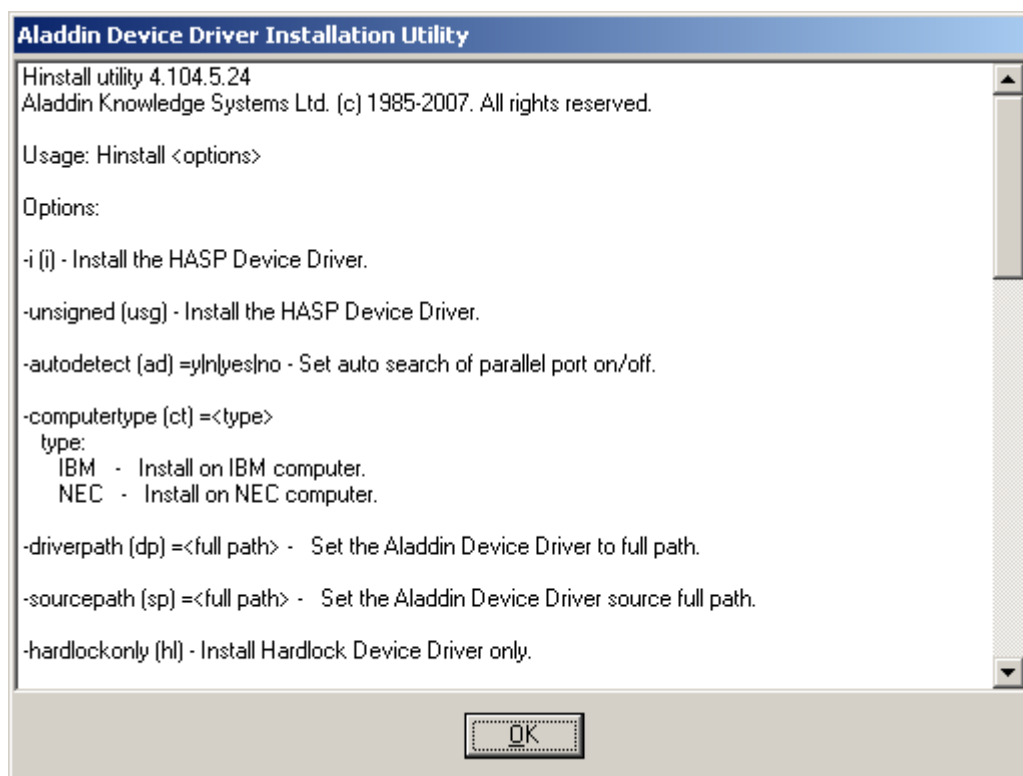 Aladdin Device Driver Installation Utility
Hinstall utility 4.104.5.24
Aladdin Knowledge Systems Ltd. (c) 1985-2007. All rights reserved.
Usage: Hinstall <options>
Options:
-i (i) - Install the HASP Device Driver.
-unsigned (usg) - Install the HASP Device Driver.
-autodetect (ad) =y|n|yes|no - Set auto search of parallel port on/off.
-computertype (ct) =<type>
type:
IBM - Install on IBM computer.
NEC - Install on NEC computer.
-driverpath (dp) =<full path> - Set the Aladdin Device Driver to full path.
-sourcepath (sp) =<full path> - Set the Aladdin Device Driver source full path.
-hardlockonly (hl) - Install Hardlock Device Driver only.
OK